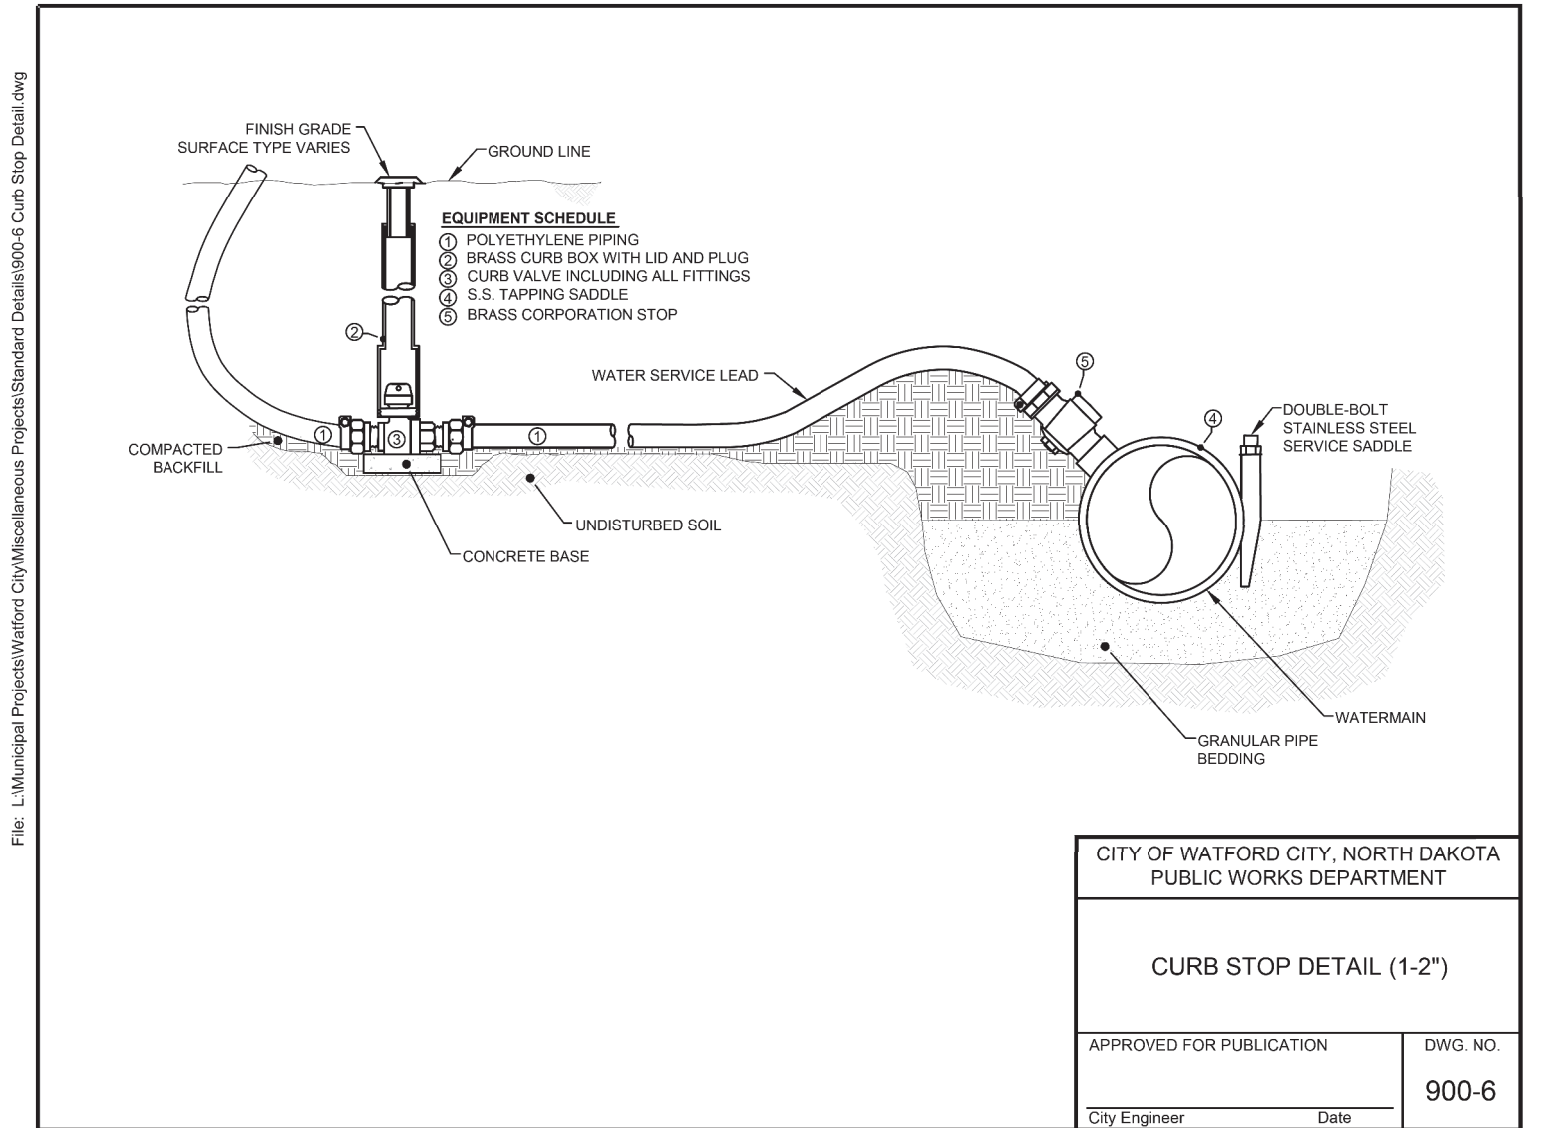 File: L:\Municipal Projects\Watford City\Miscellaneous Projects\Standard Details\900-6 Curb Stop Detail.dwg
FINISH GRADE
SURFACE TYPE VARIES
GROUND LINE
EQUIPMENT SCHEDULE
1 POLYETHYLENE PIPING
2 BRASS CURB BOX WITH LID AND PLUG
3 CURB VALVE INCLUDING ALL FITTINGS
4 S.S. TAPPING SADDLE
5 BRASS CORPORATION STOP
2
WATER SERVICE LEAD
5
4
DOUBLE-BOLT
STAINLESS STEEL
SERVICE SADDLE
1
3
1
COMPACTED
BACKFILL
UNDISTURBED SOIL
CONCRETE BASE
WATERMAIN
GRANULAR PIPE
BEDDING
CITY OF WATFORD CITY, NORTH DAKOTA
PUBLIC WORKS DEPARTMENT
CURB STOP DETAIL (1-2")
APPROVED FOR PUBLICATION
City Engineer Date
DWG. NO.
900-6